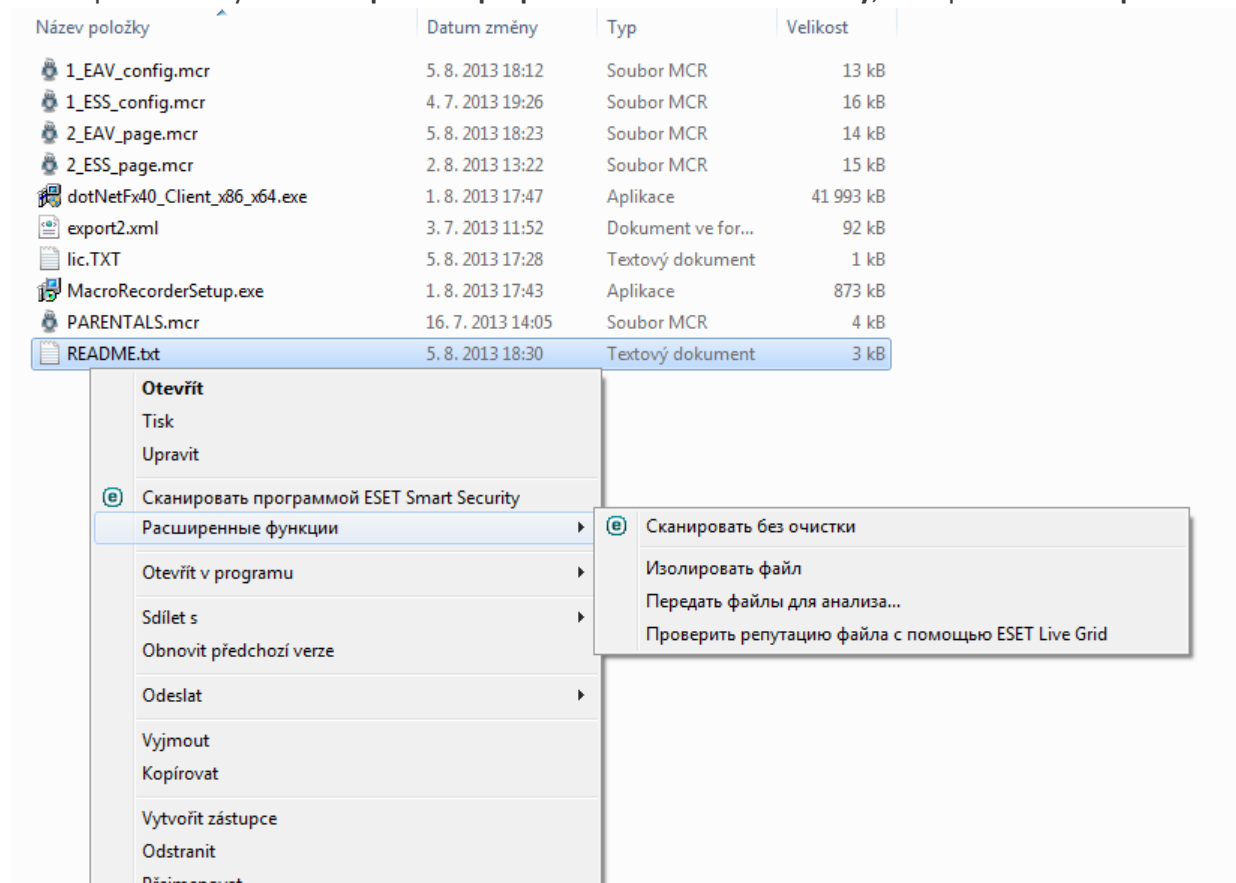 Název položky Datum změny Typ Velikost
1_EAV_config.mcr 5. 8. 2013 18:12 Soubor MCR 13 kB
1_ESS_config.mcr 4. 7. 2013 19:26 Soubor MCR 16 kB
2_EAV_page.mcr 5. 8. 2013 18:23 Soubor MCR 14 kB
2_ESS_page.mcr 2. 8. 2013 13:22 Soubor MCR 15 kB
dotNetFx40_Client_x86_x64.exe 1. 8. 2013 17:47 Aplikace 41 993 kB
export2.xml 3. 7. 2013 11:52 Dokument ve for... 92 kB
lic.TXT 5. 8. 2013 17:28 Textový dokument 1 kB
MacroRecorderSetup.exe 1. 8. 2013 17:43 Aplikace 873 kB
PARENTALS.mcr 16. 7. 2013 14:05 Soubor MCR 4 kB
README.txt 5. 8. 2013 18:30 Textový dokument 3 kB
Otevřít
Tisk
Upravit
Сканировать программой ESET Smart Security
Расширенные функции
Otevřít v programu
Sdílet s
Obnovit předchozí verze
Odeslat
Vyjmout
Kopírovat
Vytvořit zástupce
Odstranit
Сканировать без очистки
Изолировать файл
Передать файлы для анализа...
Проверить репутацию файла с помощью ESET Live Grid